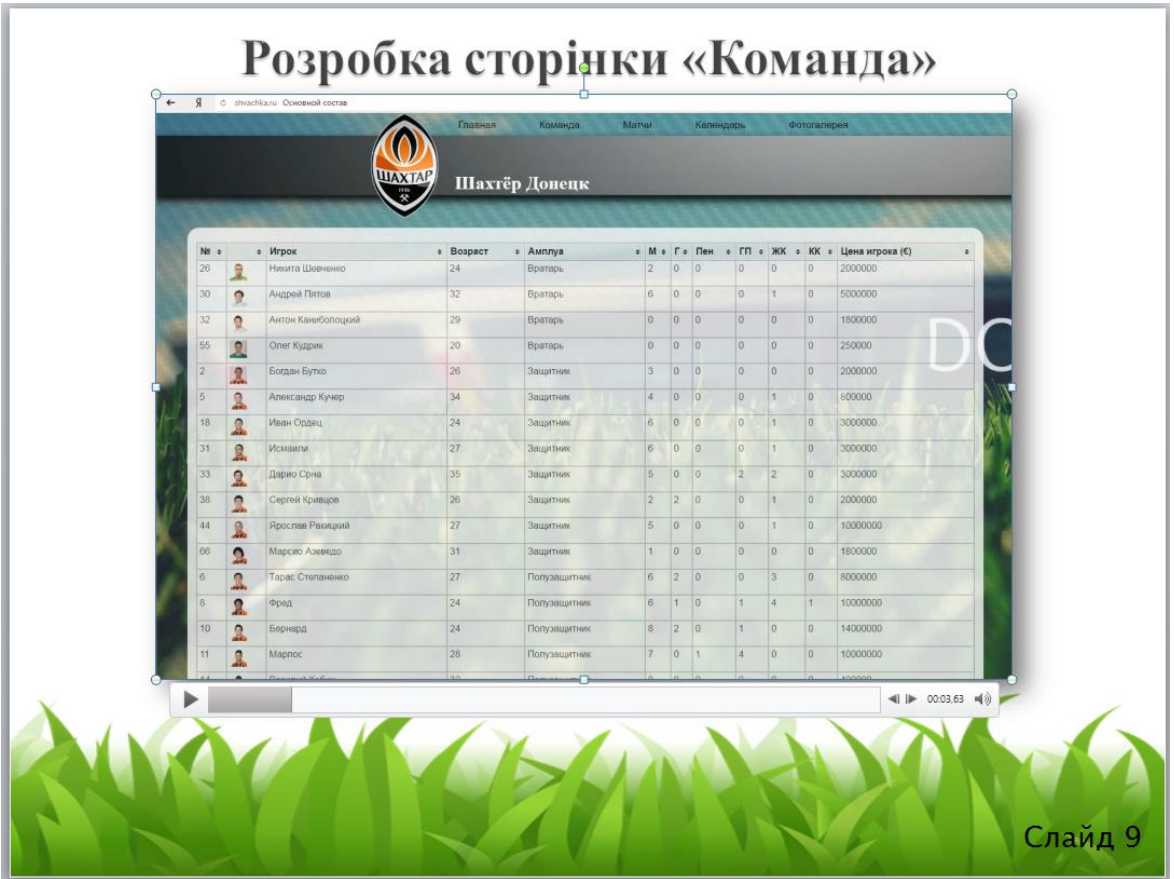 Розробка сторінки «Команда»
← Я shvachka.ru Основной состав
Главная Команда Матчи Календарь Фотогалерея
ШАХТАР
1936
Шахтёр Донецк
№ Игрок Возраст Амплуа М Г Пен ГП ЖК КК Цена игрока (€)
26 Никита Шевченко 24 Вратарь 2 0 0 0 0 0 2000000
30 Андрей Пятов 32 Вратарь 6 0 0 0 1 0 5000000
32 Антон Каниболоцкий 29 Вратарь 0 0 0 0 0 0 1800000
55 Олег Кудрик 20 Вратарь 0 0 0 0 0 0 250000
DO
2 Богдан Бутко 26 Защитник 3 0 0 0 0 0 2000000
5 Александр Кучер 34 Защитник 4 0 0 0 1 0 800000
18 Иван Ордец 24 Защитник 6 0 0 0 1 0 3000000
31 Исмаили 27 Защитник 6 0 0 0 1 0 3000000
33 Дарио Срна 35 Защитник 5 0 0 2 2 0 3000000
38 Сергей Кривцов 26 Защитник 2 2 0 0 1 0 2000000
44 Ярослав Ракицкий 27 Защитник 5 0 0 0 1 0 10000000
66 Марсио Азеведо 31 Защитник 1 0 0 0 0 0 1800000
6 Тарас Степаненко 27 Полузащитник 6 2 0 0 3 0 8000000
8 Фред 24 Полузащитник 6 1 0 1 4 1 10000000
10 Бернард 24 Полузащитник 8 2 0 1 0 0 14000000
11 Марлос 28 Полузащитник 7 0 1 4 0 0 10000000
00:03,63
Слайд 9